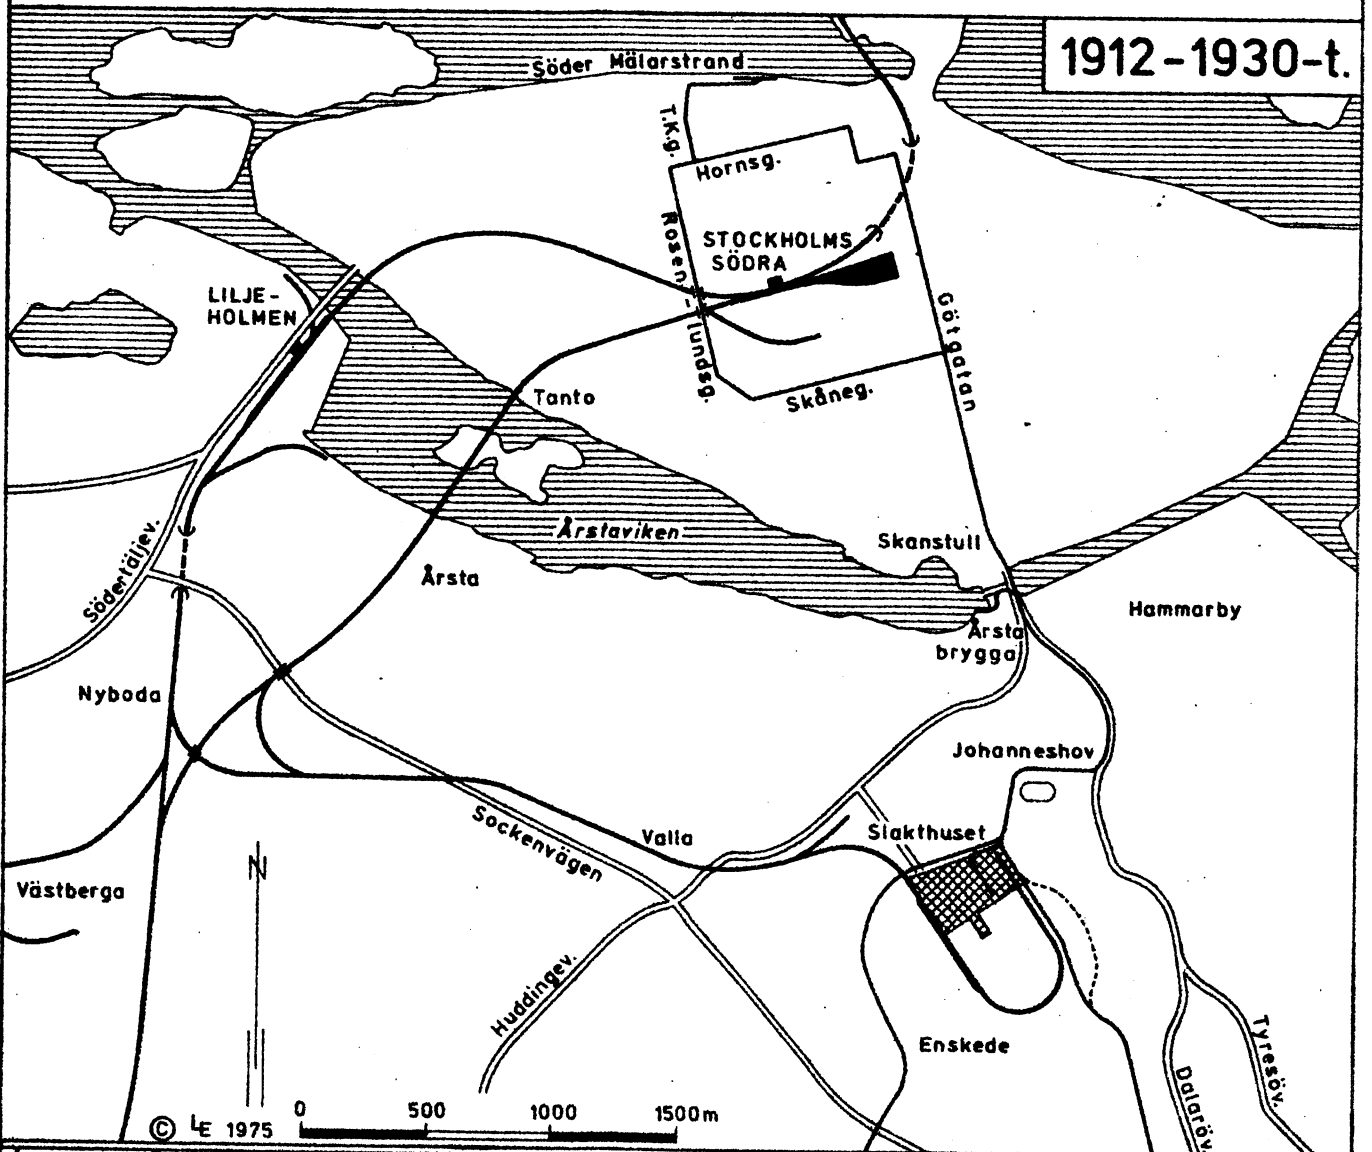 1912-1930-t.
Söder Mälarstrand
T.K.g.
Hornsg.
Rosen-lundsg.
STOCKHOLMS
SÖDRA
Götgatan
LILJE-
HOLMEN
Tanto
Skåneg.
Årstaviken
Skanstull
Södertäljev.
Årsta
Årsta
brygga
Hammarby
Nyboda
Johanneshov
Sockenvägen
Valla
Slakthuset
Västberga
N
Huddingev.
Enskede
Tyresöv.
Dalaröv.
0 500 1000 1500m
© LE 1975